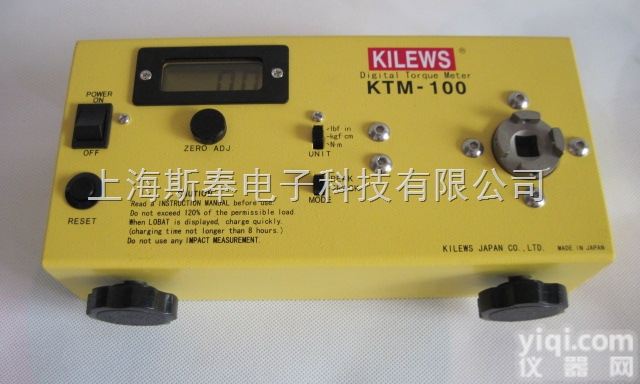 KILEWS®
Digital Torque Meter
KTM-100
00
POWER
ON
OFF
ZERO ADJ
lbf in
kgf·cm
N·m
UNIT
PEAK
MODE
RESET
上海斯奉电子科技有限公司
Read INSTRUCTION MANUAL before use.
Do not exceed 120% of the permissible load.
When LOBAT is displayed, charge quickly.
(charging time not longer than 8 hours.)
Do not use any IMPACT MEASUREMENT.
KILEWS JAPAN CO.,LTD. MADE IN JAPAN
yiqi.com
仪器网